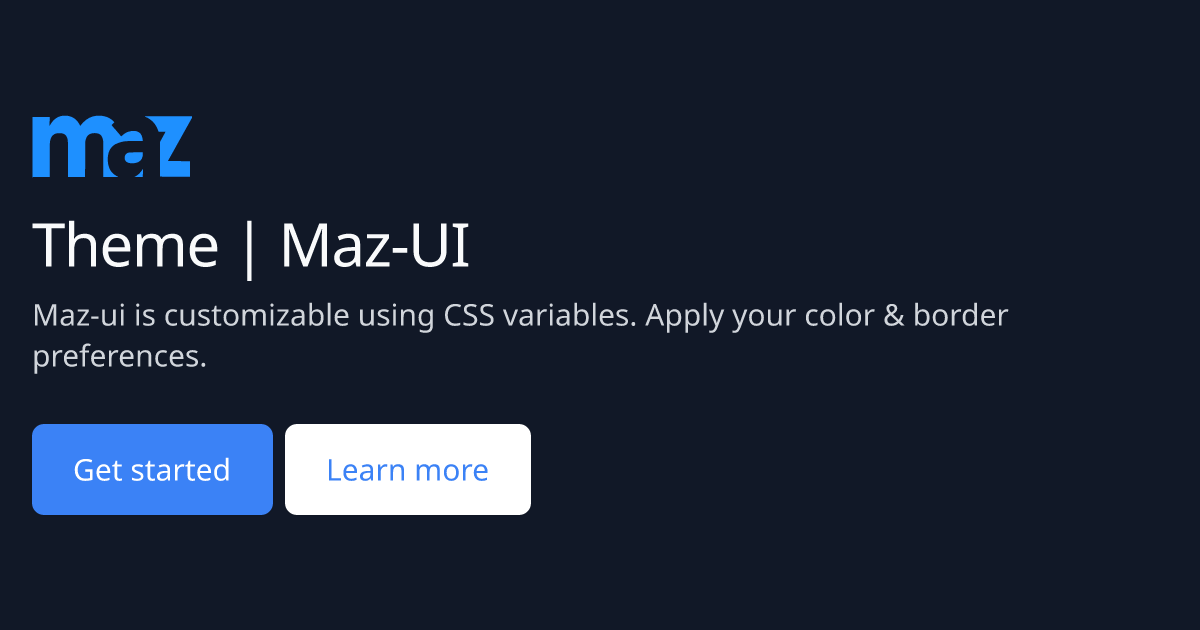 maz
Theme | Maz-UI
Maz-ui is customizable using CSS variables. Apply your color & border
preferences.
Get started
Learn more